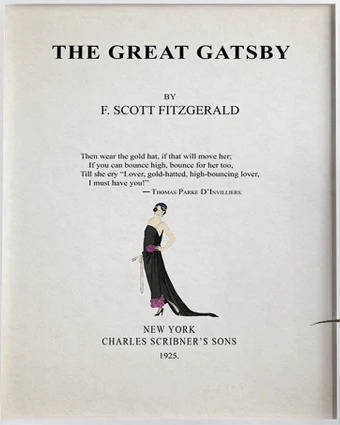 THE GREAT GATSBY
BY
F. SCOTT FITZGERALD
Then wear the gold hat, if that will move her;
If you can bounce high, bounce for her too,
Till she cry “Lover, gold-hatted, high-bouncing lover,
I must have you!”
— THOMAS PARKE D’INVILLIERS.
NEW YORK
CHARLES SCRIBNER’S SONS
1925.